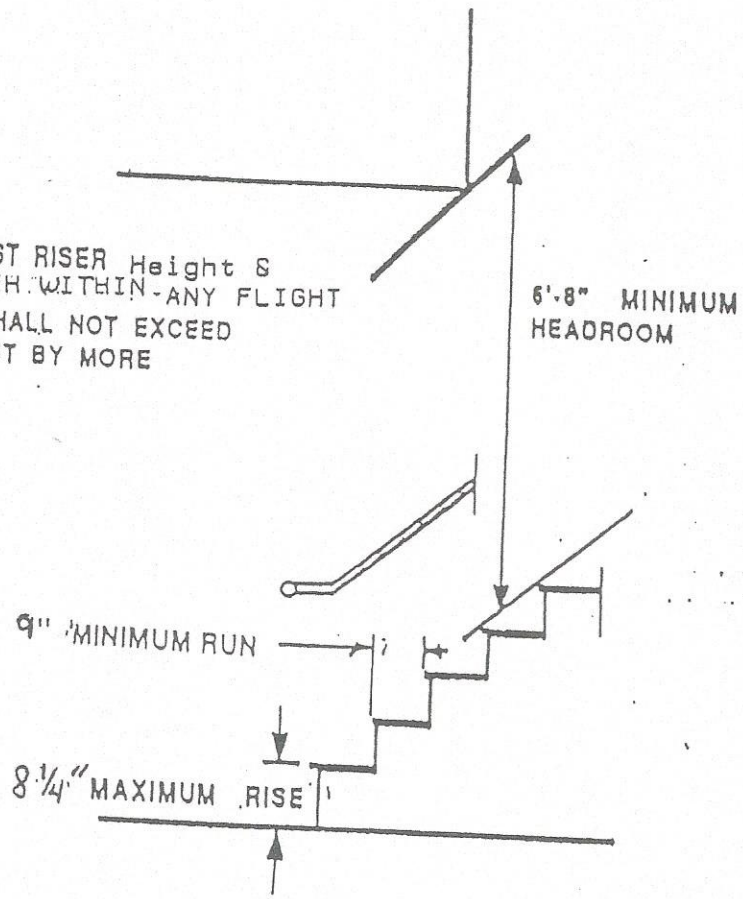 ST RISER Height &
H WITHIN ANY FLIGHT
HALL NOT EXCEED
T BY MORE
6'-8" MINIMUM
HEADROOM
9" MINIMUM RUN
8 1/4" MAXIMUM RISE